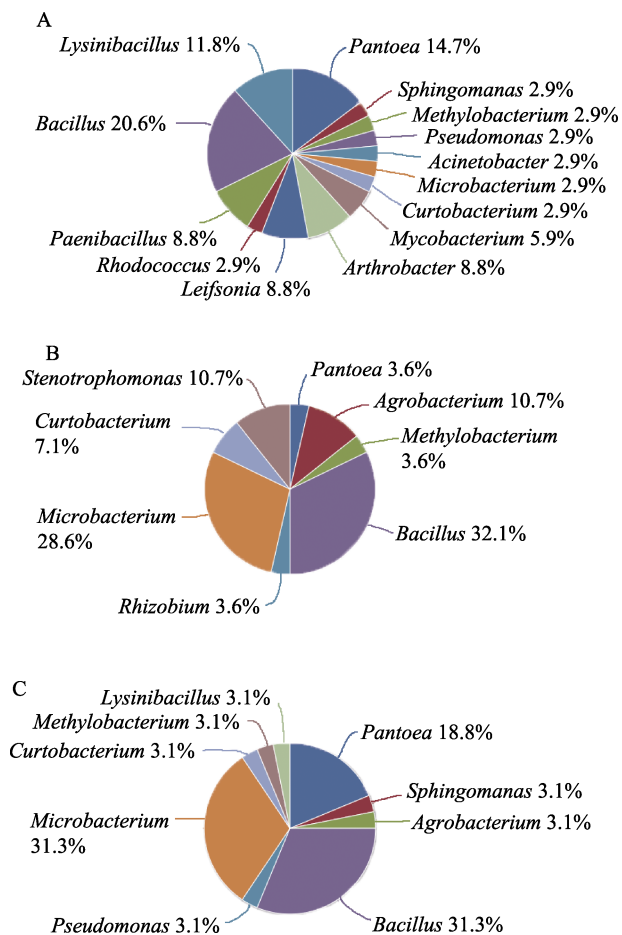 A
Lysinibacillus 11.8%
Pantoea 14.7%
Sphingomanas 2.9%
Methylobacterium 2.9%
Bacillus 20.6%
Pseudomonas 2.9%
Acinetobacter 2.9%
Microbacterium 2.9%
Curtobacterium 2.9%
Paenibacillus 8.8%
Mycobacterium 5.9%
Rhodococcus 2.9%
Arthrobacter 8.8%
Leifsonia 8.8%
B
Stenotrophomonas 10.7%
Pantoea 3.6%
Agrobacterium 10.7%
Curtobacterium
7.1%
Methylobacterium
3.6%
Microbacterium
28.6%
Bacillus 32.1%
Rhizobium 3.6%
C
Lysinibacillus 3.1%
Methylobacterium 3.1%
Pantoea 18.8%
Curtobacterium 3.1%
Sphingomanas 3.1%
Microbacterium
31.3%
Agrobacterium 3.1%
Pseudomonas 3.1%
Bacillus 31.3%